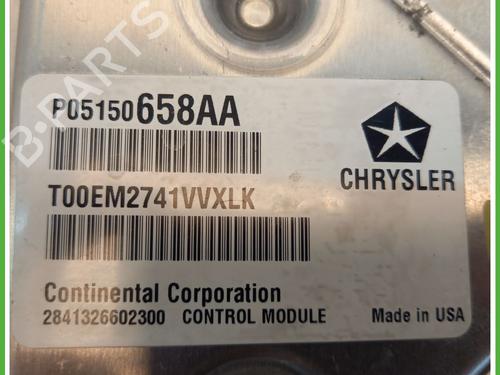 P05150658AA
T00EM2741VVXLK
CHRYSLER
Continental Corporation
2841326602300 CONTROL MODULE
Made in USA
B-PARTS